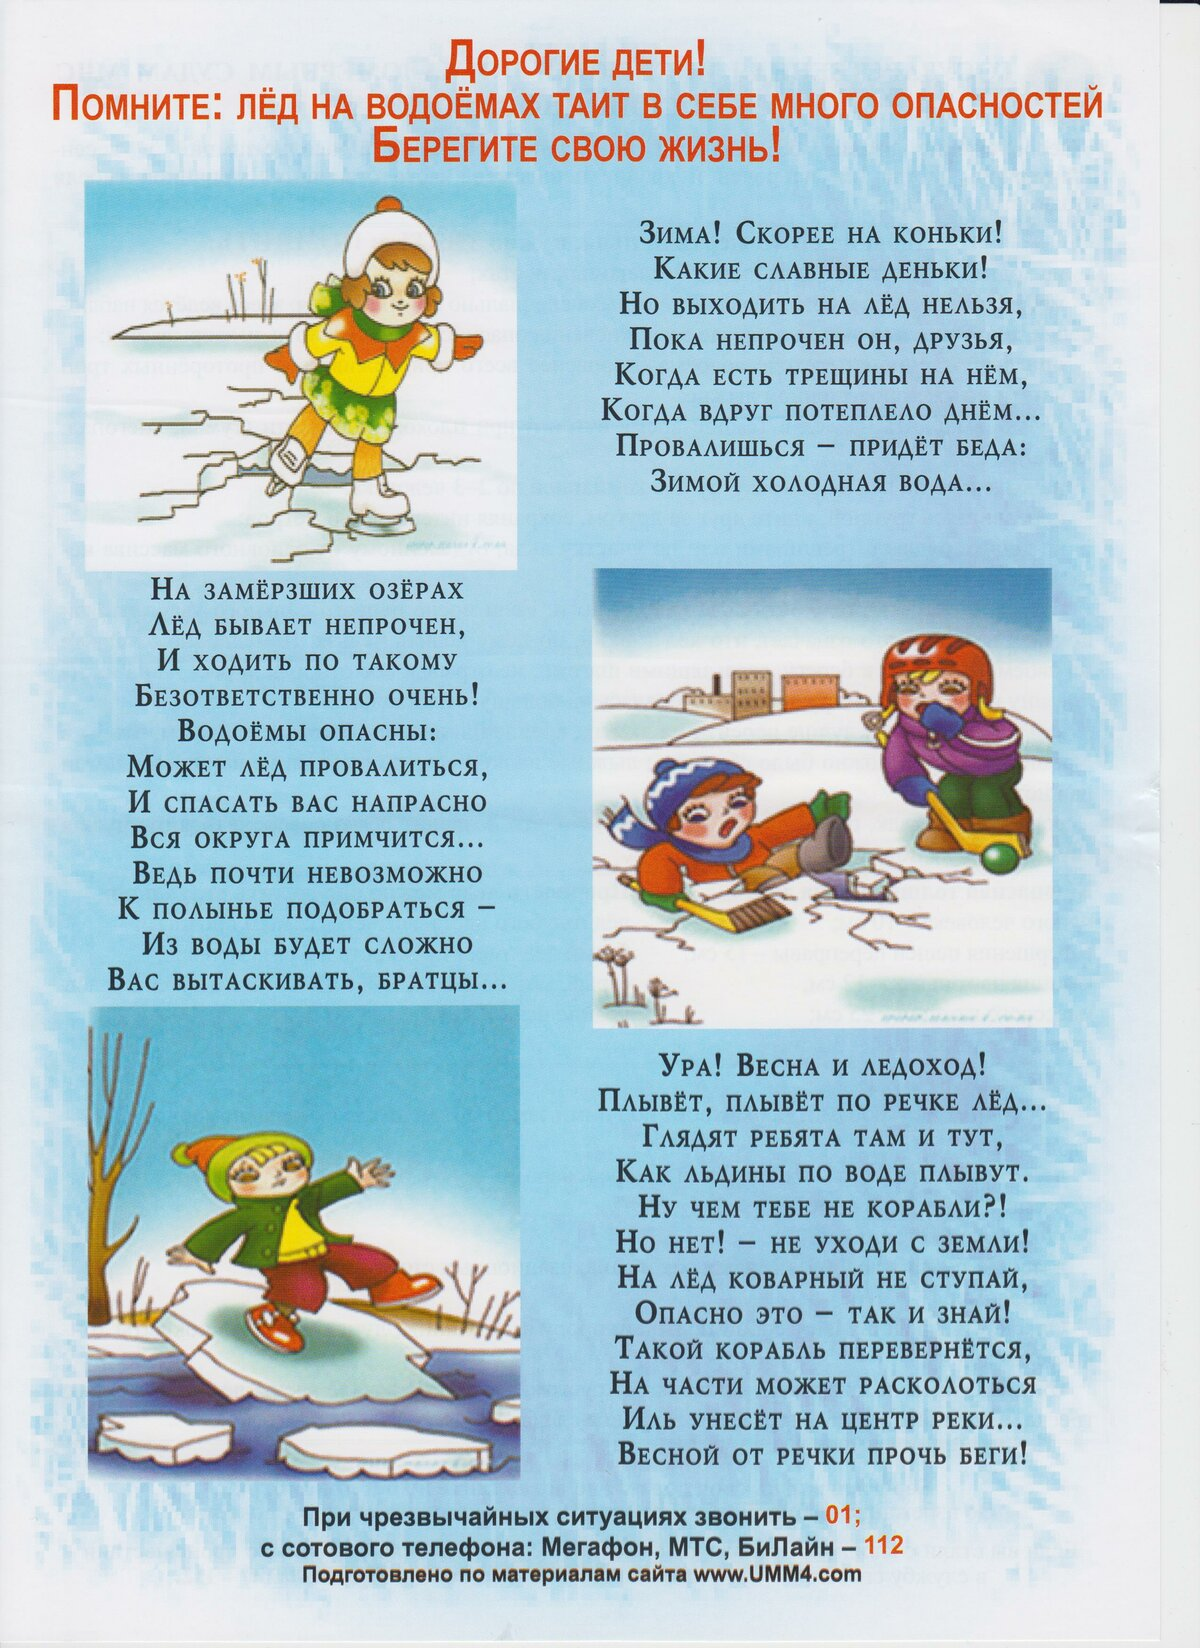 Дорогие дети!
Помните: лёд на водоёмах таит в себе много опасностей
Берегите свою жизнь!
Зима! Скорее на коньки!
Какие славные деньки!
Но выходить на лёд нельзя,
Пока непрочен он, друзья,
Когда есть трещины на нём,
Когда вдруг потеплело днём...
Провалишься – придёт беда:
Зимой холодная вода...
На замёрзших озёрах
Лёд бывает непрочен,
И ходить по такому
Безответственно очень!
Водоёмы опасны:
Может лёд провалиться,
И спасать вас напрасно
Вся округа примчится...
Ведь почти невозможно
К полынье подобраться –
Из воды будет сложно
Вас вытаскивать, братцы...
Ура! Весна и ледоход!
Плывёт, плывёт по речке лёд...
Глядят ребята там и тут,
Как льдины по воде плывут.
Ну чем тебе не корабли?!
Но нет! – не уходи с земли!
На лёд коварный не ступай,
Опасно это – так и знай!
Такой корабль перевернётся,
На части может расколоться
Иль унесёт на центр реки...
Весной от речки прочь беги!
При чрезвычайных ситуациях звонить – 01;
с сотового телефона: Мегафон, МТС, БиЛайн – 112
Подготовлено по материалам сайта www.UMM4.com